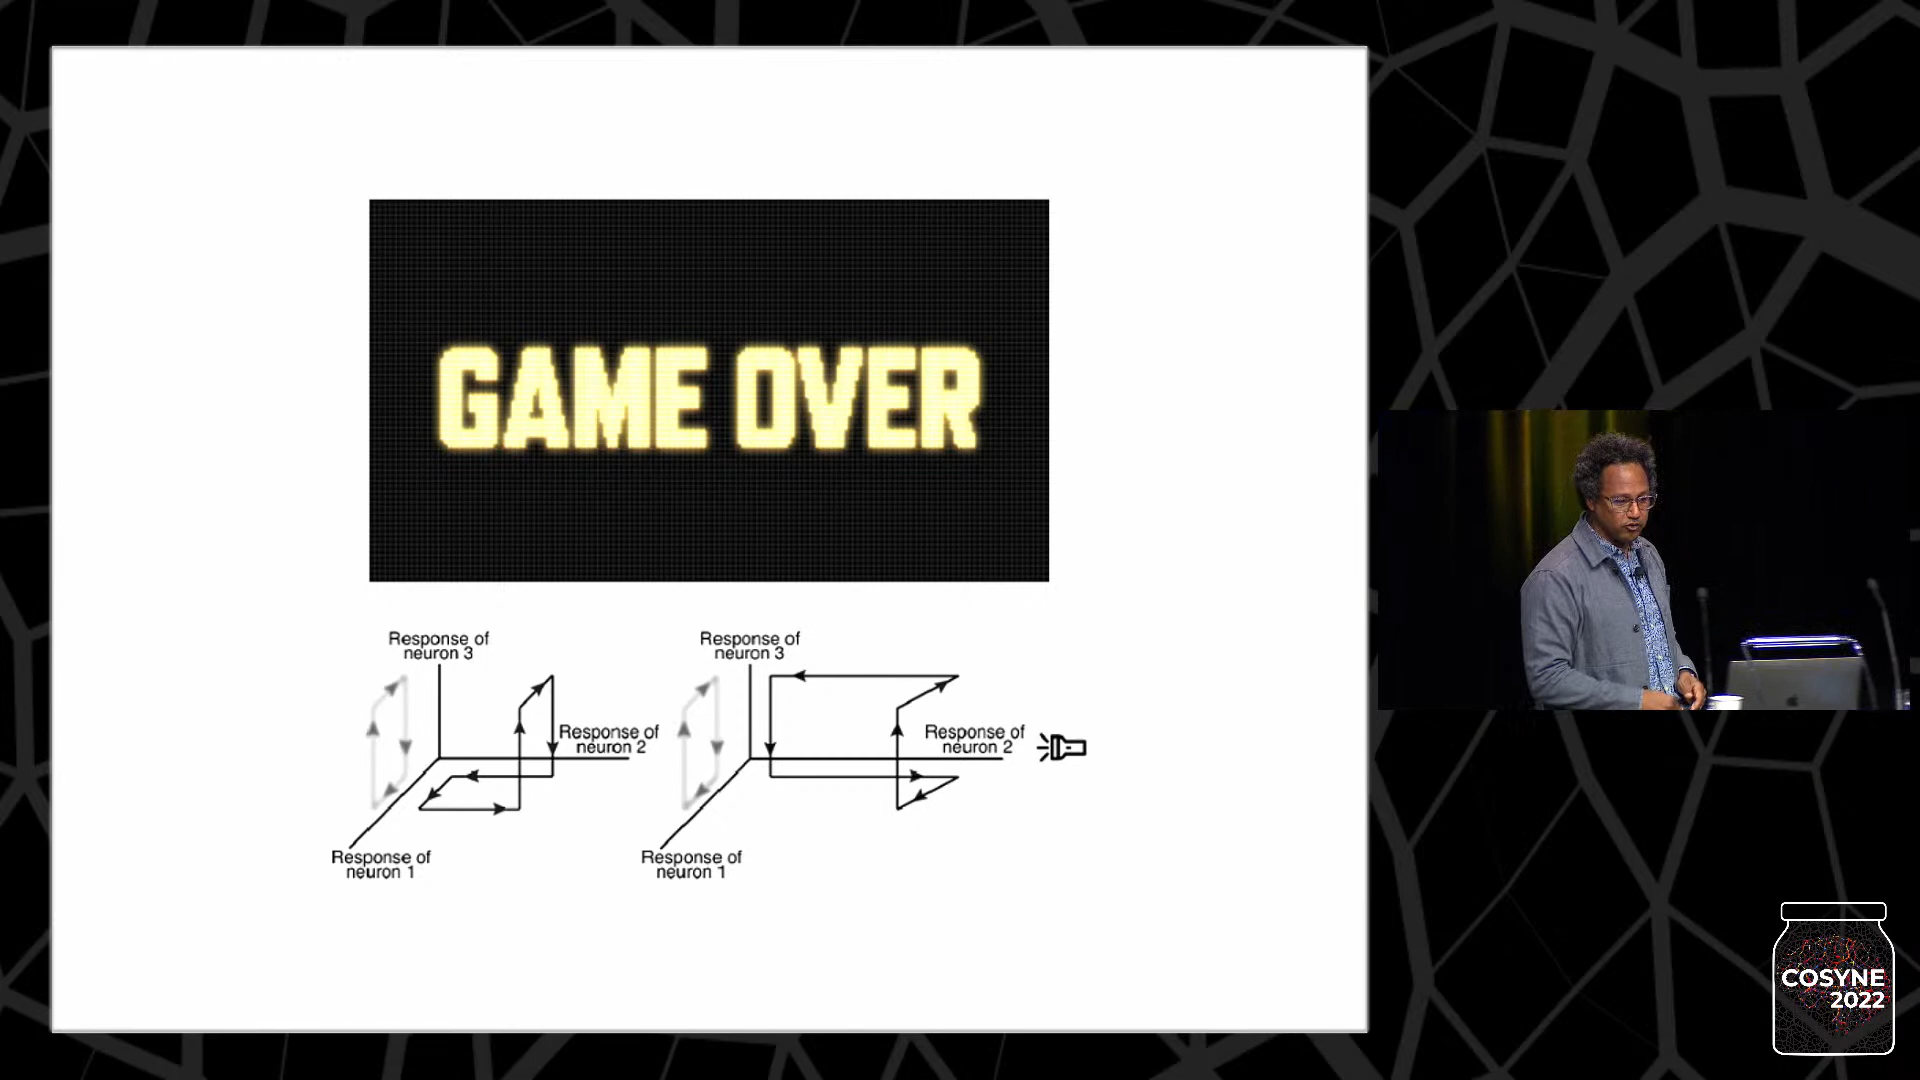 GAME OVER
Response of
neuron 3
Response of
neuron 2
Response of
neuron 1
Response of
neuron 3
Response of
neuron 2
Response of
neuron 1
COSYNE
2022